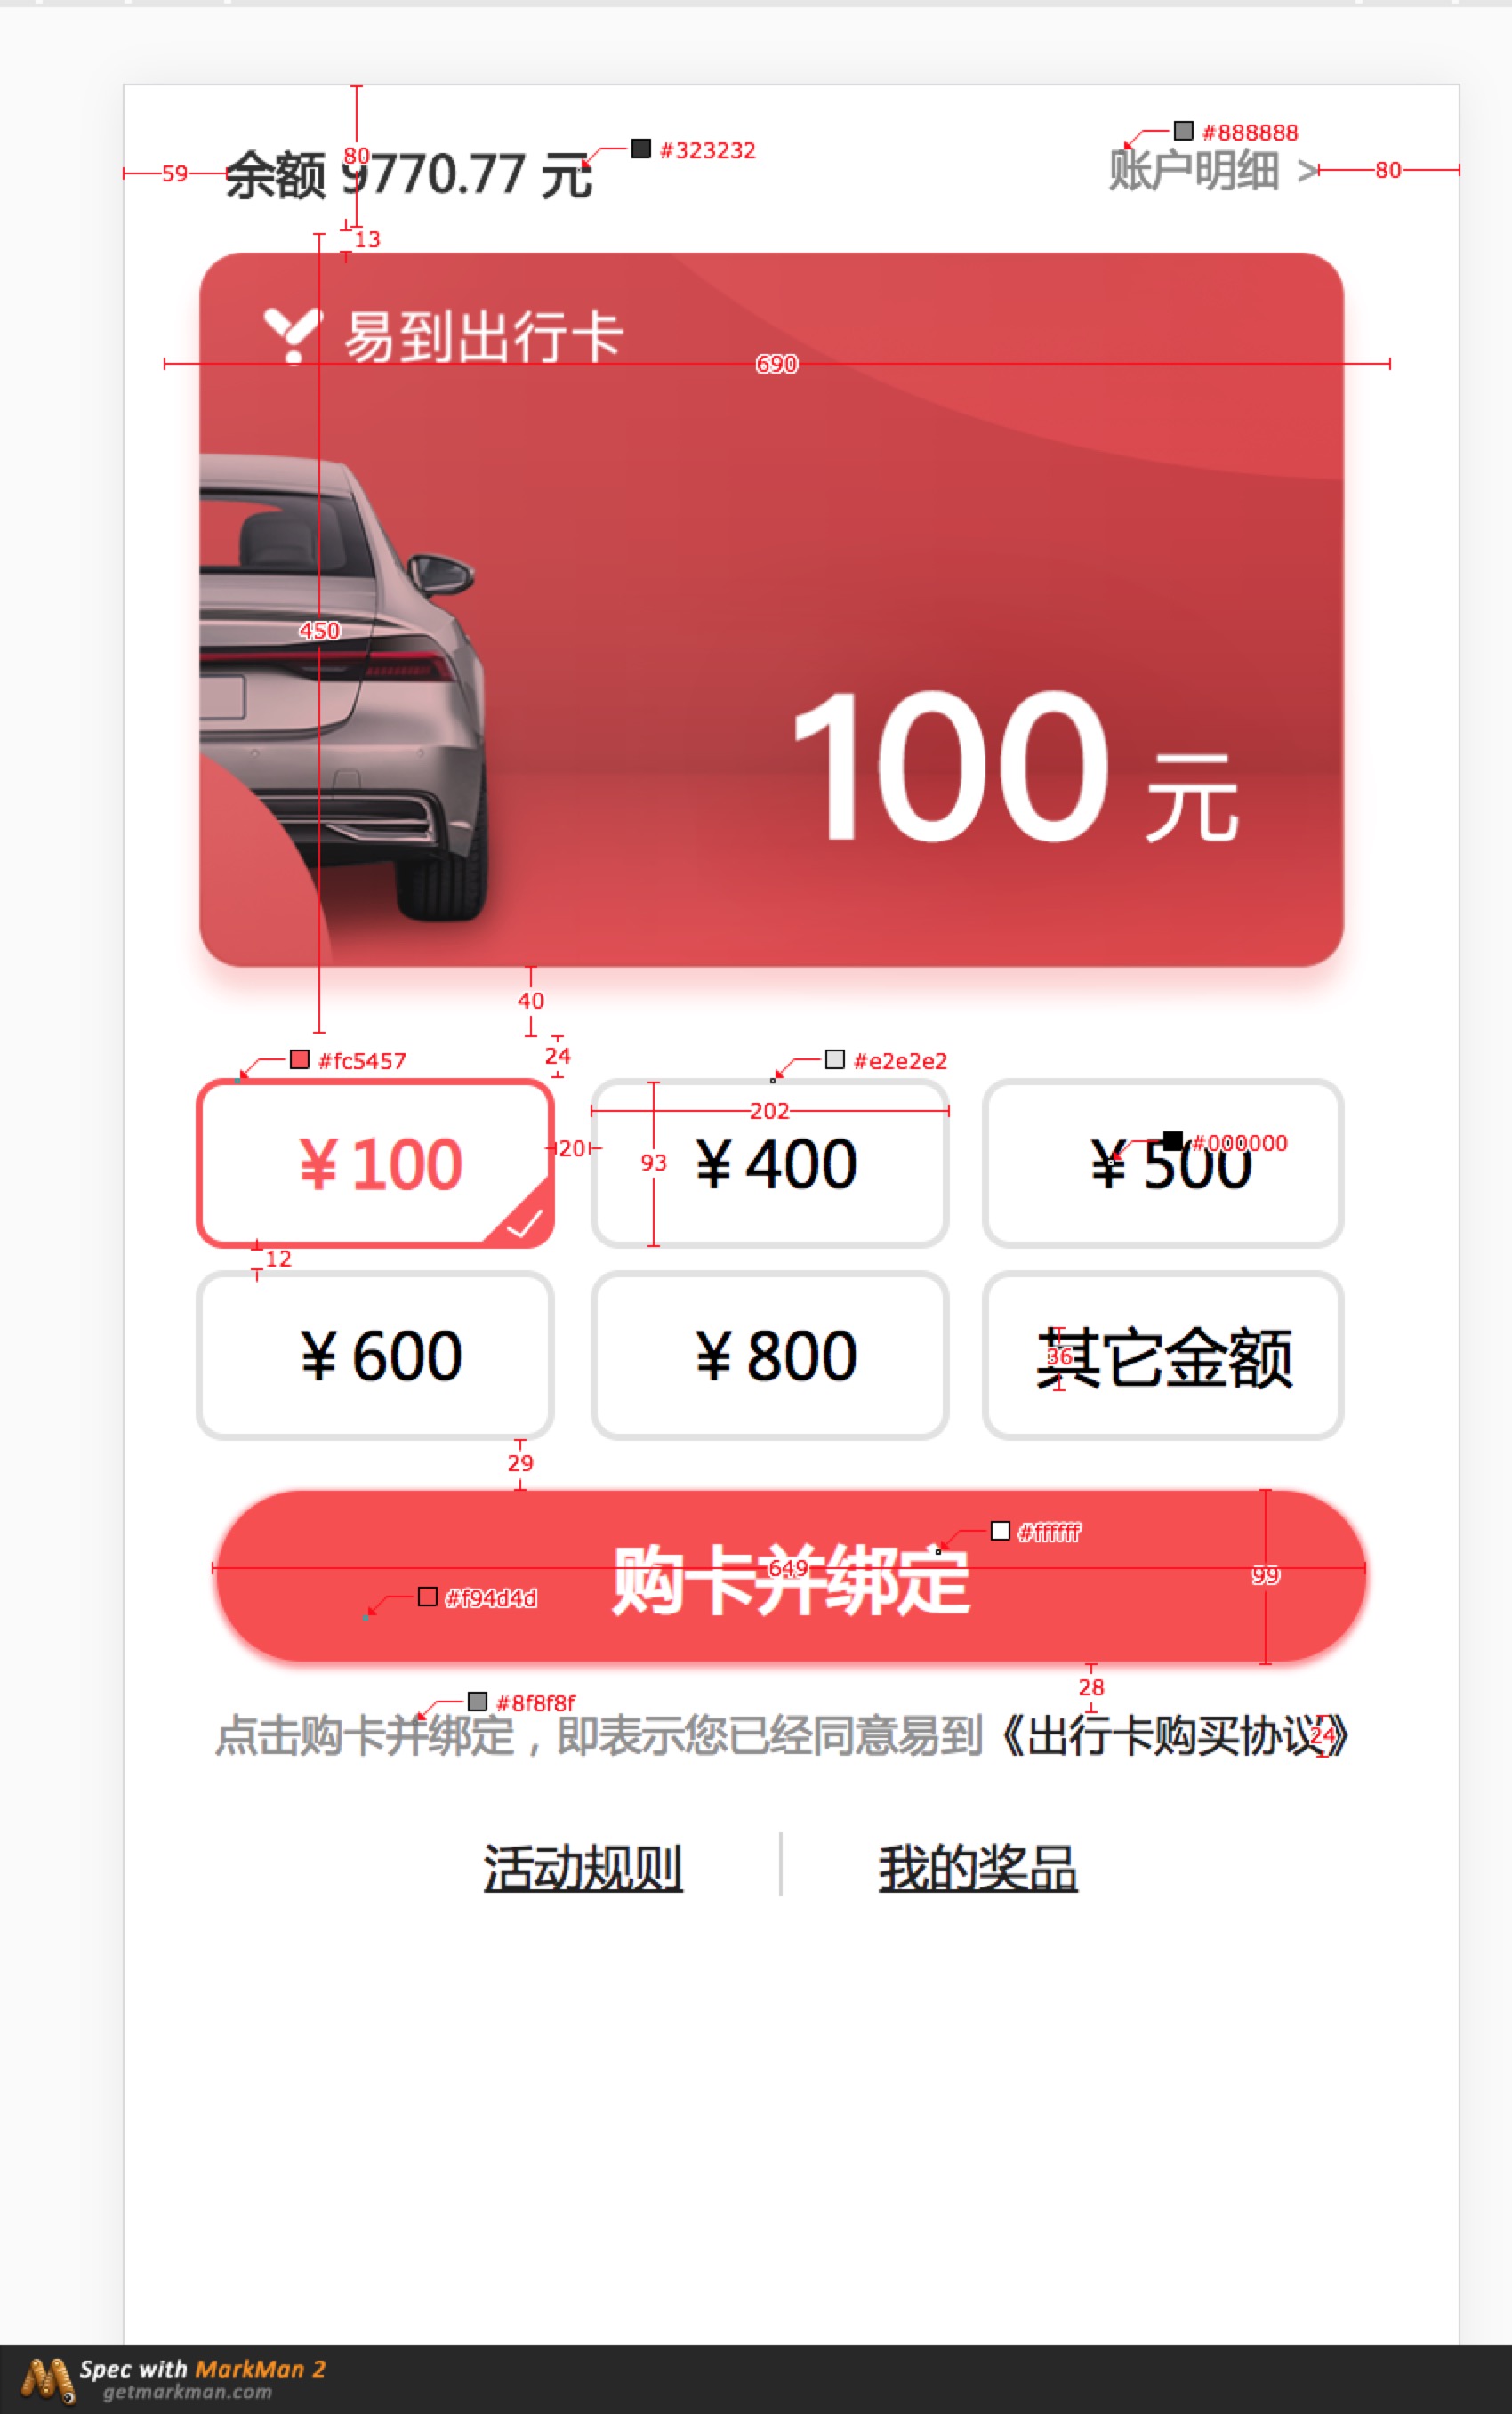 #888888
80
#323232
59
余额 9770.77 元
账户明细 >
80
13
易到出行卡
690
450
100 元
40
24
#fc5457
#e2e2e2
202
#000000
¥ 100
20
93
¥ 400
¥ 500
12
¥ 600
¥ 800
其它金额
36
29
#ffffff
购卡并绑定
649
99
#f94d4d
28
#8f8f8f
点击购卡并绑定，即表示您已经同意易到《出行卡购买协议》
24
活动规则
我的奖品
Spec with MarkMan 2
getmarkman.com